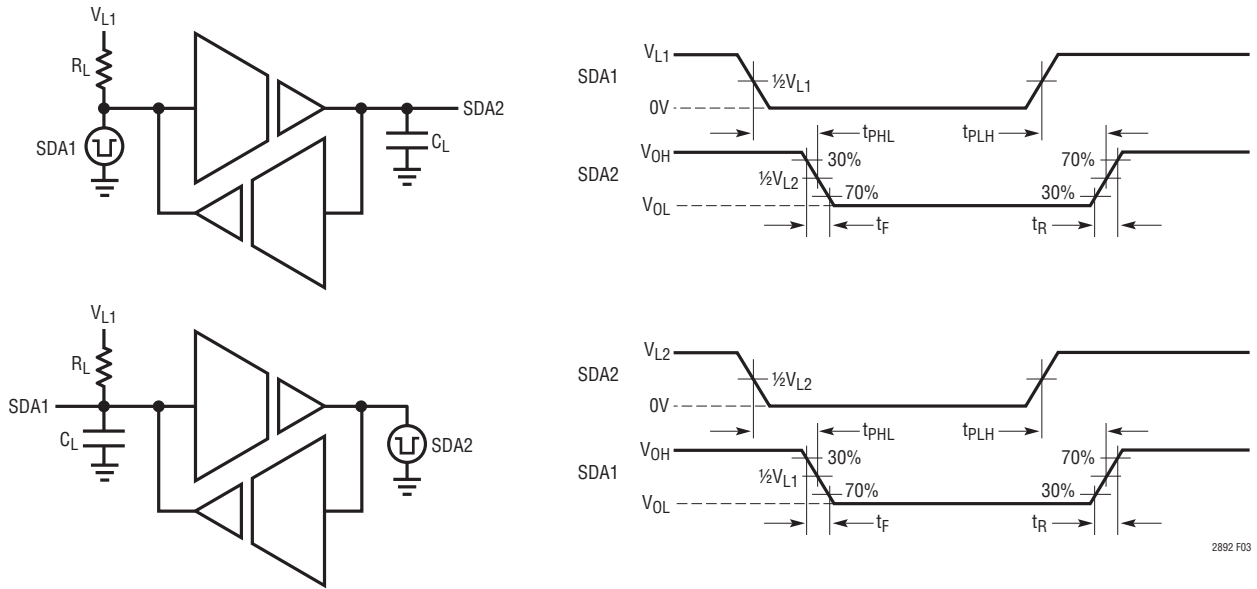 VL1
RL
SDA1
SDA2
CL
SDA1
VL1
½VL1
0V
tPHL
tPLH
SDA2
VOH
30%
70%
½VL2
70%
30%
VOL
tF
tR
VL1
RL
SDA1
CL
SDA2
SDA2
VL2
½VL2
0V
tPHL
tPLH
SDA1
VOH
30%
70%
½VL1
70%
30%
VOL
tF
tR
2892 F03